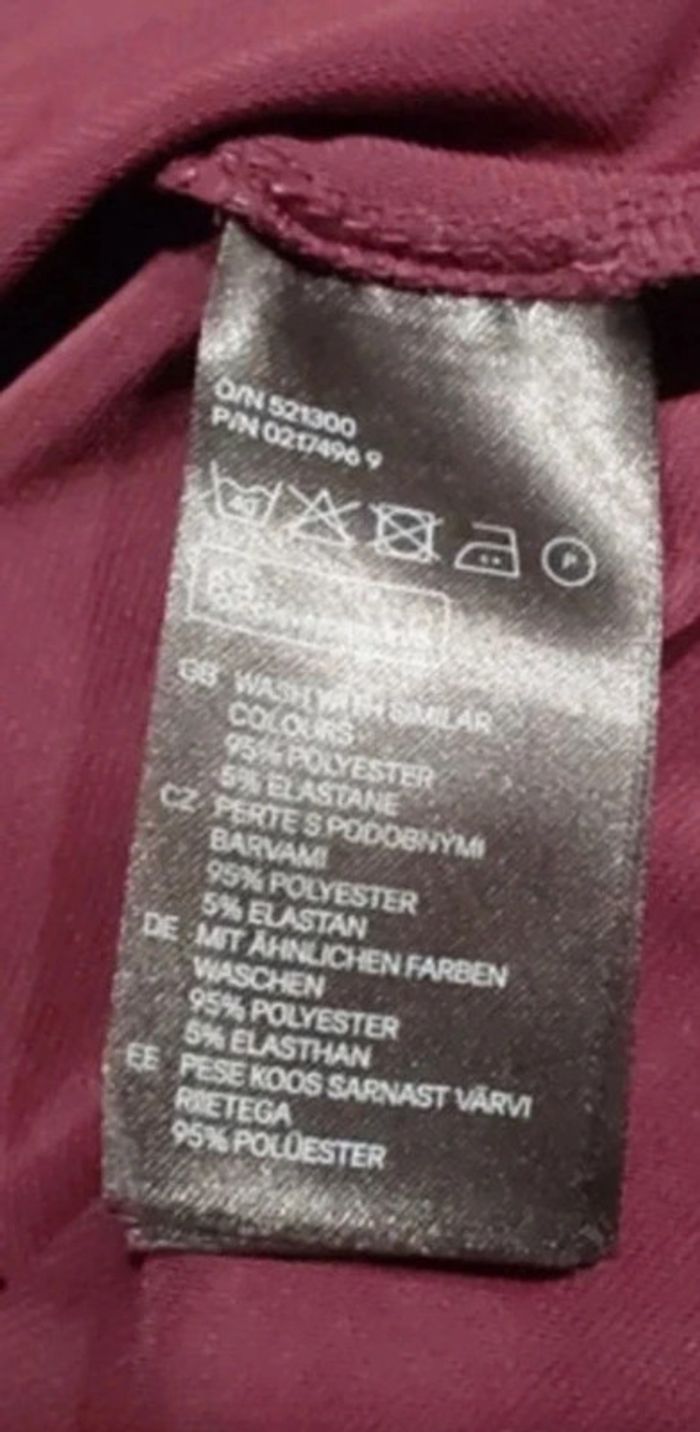 O/N 521300
P/N 0217496 9
40
P
GB WASH WITH SIMILAR
COLOURS
95% POLYESTER
5% ELASTANE
CZ PERTE S PODOBNÝMI
BARVAMI
95% POLYESTER
5% ELASTAN
DE MIT ÄHNLICHEN FARBEN
WASCHEN
95% POLYESTER
5% ELASTHAN
EE PESE KOOS SARNAST VÄRVI
RIIETEGA
95% POLÜESTER